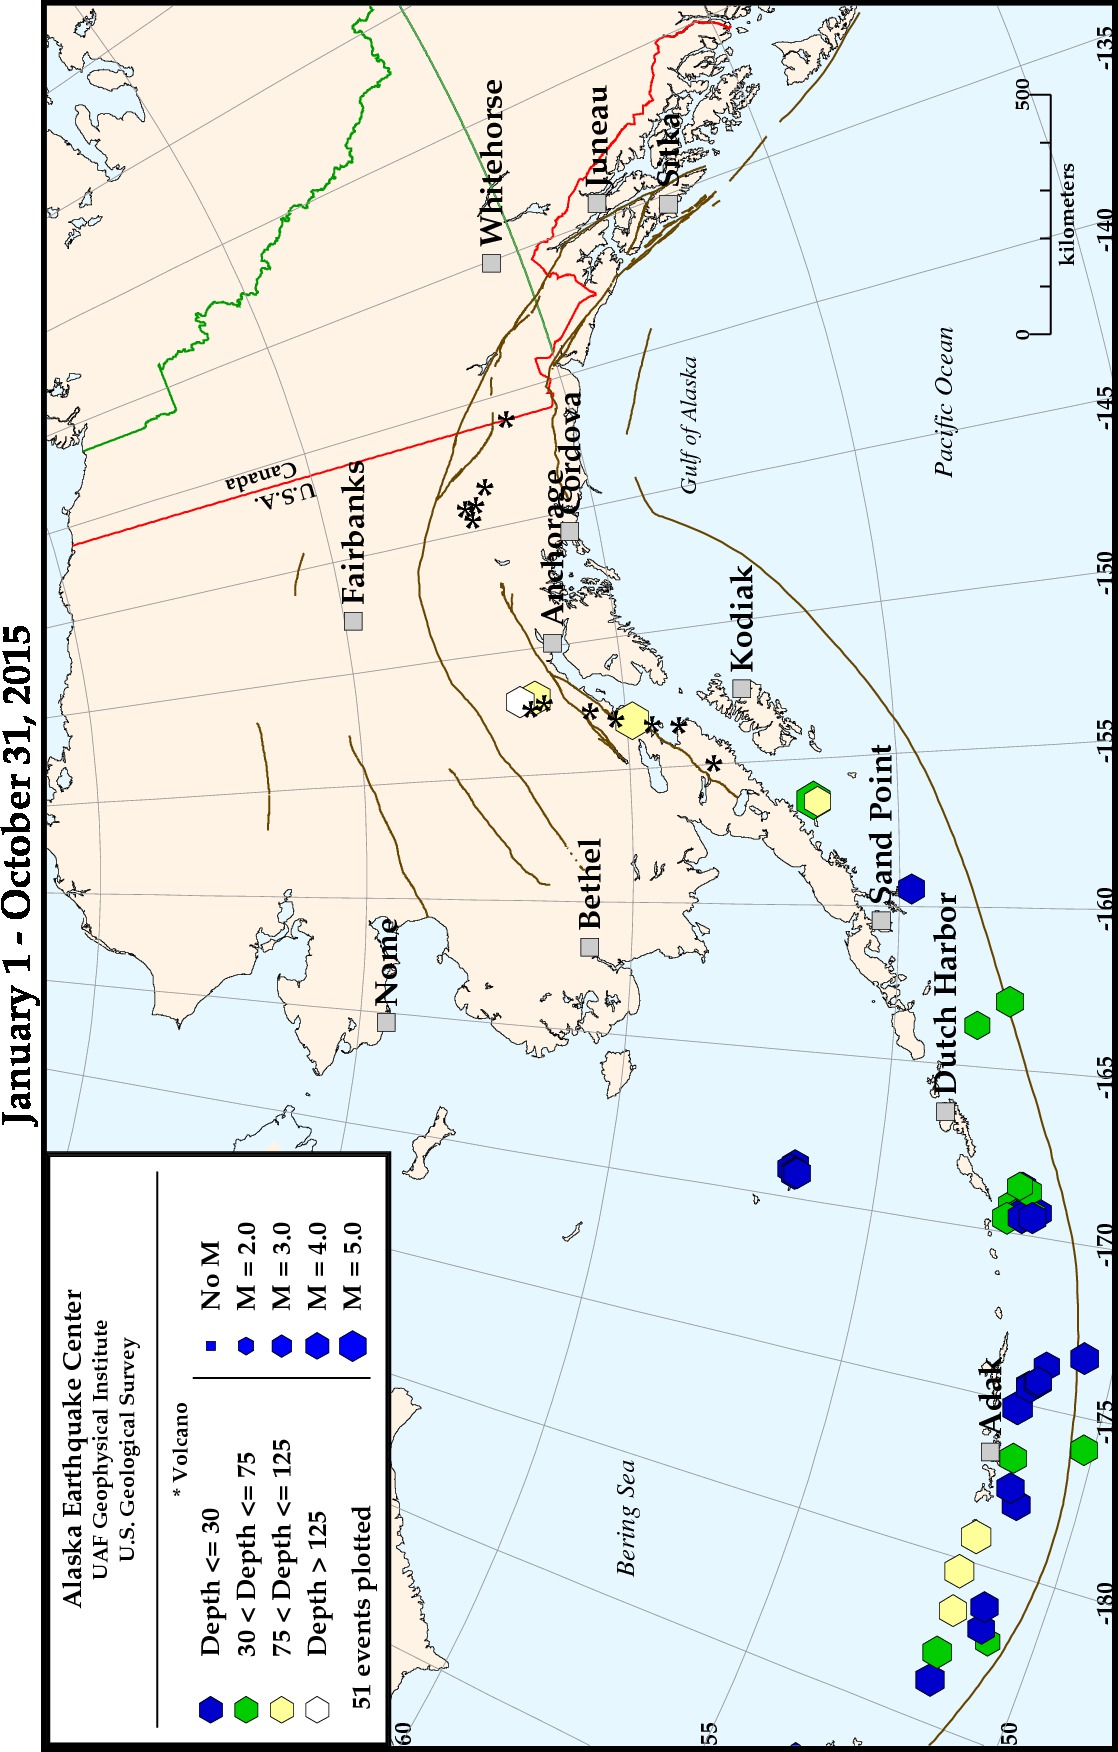 January 1 - October 31, 2015
Alaska Earthquake Center
UAF Geophysical Institute
U.S. Geological Survey
* Volcano
Depth <= 30
30 < Depth <= 75
75 < Depth <= 125
Depth > 125
51 events plotted
No M
M = 2.0
M = 3.0
M = 4.0
M = 5.0
Canada
U.S.A.
Fairbanks
Whitehorse
Juneau
Sitka
Cordova
Anchorage
Kodiak
Nome
Bethel
Sand Point
Dutch Harbor
Adak
Gulf of Alaska
Pacific Ocean
Bering Sea
0
500
kilometers
60
55
50
-180
-175
-170
-165
-160
-155
-150
-145
-140
-135